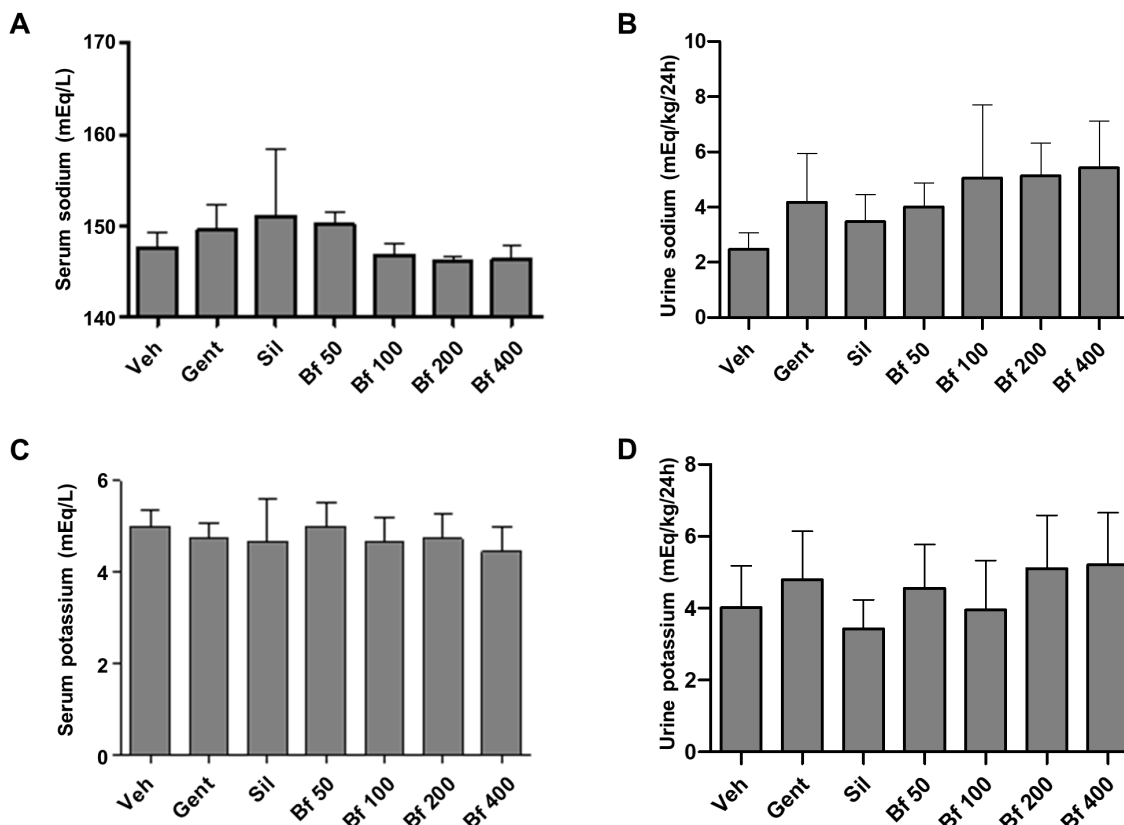 A
Serum sodium (mEq/L)
170
160
150
140
Veh
Gent
Sil
Bf 50
Bf 100
Bf 200
Bf 400
B
Urine sodium (mEq/kg/24h)
10
8
6
4
2
0
Veh
Gent
Sil
Bf 50
Bf 100
Bf 200
Bf 400
C
Serum potassium (mEq/L)
6
4
2
0
Veh
Gent
Sil
Bf 50
Bf 100
Bf 200
Bf 400
D
Urine potassium (mEq/kg/24h)
8
6
4
2
0
Veh
Gent
Sil
Bf 50
Bf 100
Bf 200
Bf 400